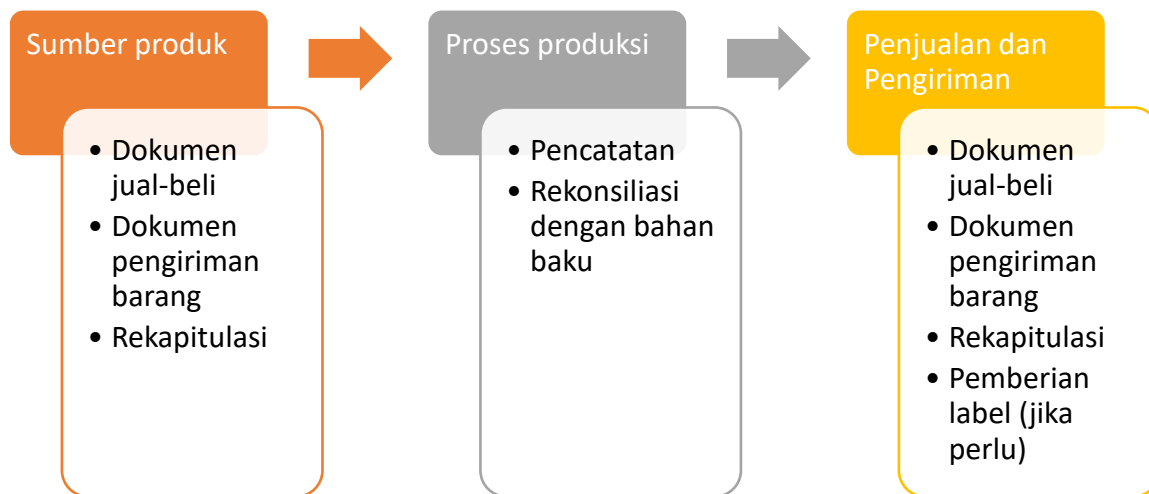 Sumber produk
• Dokumen
jual-beli
• Dokumen
pengiriman
barang
• Rekapitulasi
Proses produksi
• Pencatatan
• Rekonsiliasi
dengan bahan
baku
Penjualan dan
Pengiriman
• Dokumen
jual-beli
• Dokumen
pengiriman
barang
• Rekapitulasi
• Pemberian
label (jika
perlu)